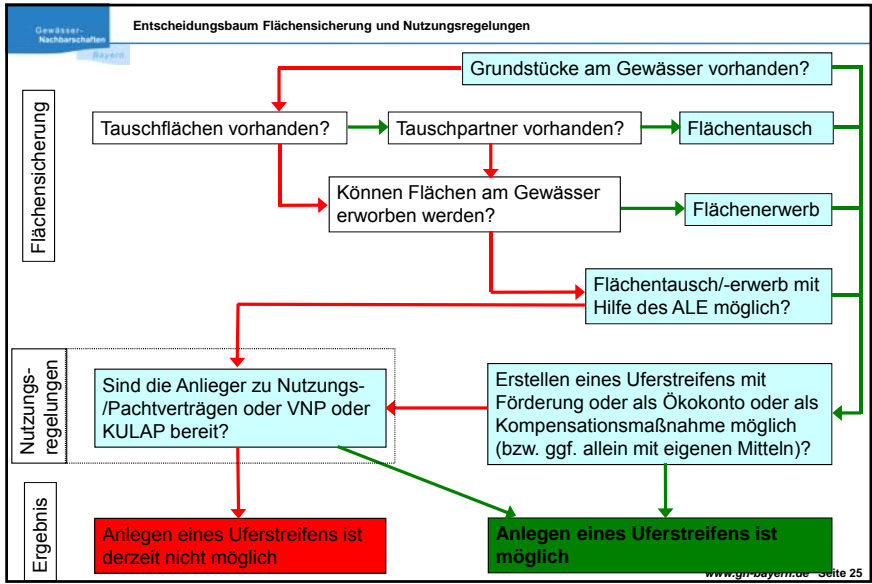 Gewässer-
Nachbarschaften
Bayern
Entscheidungsbaum Flächensicherung und Nutzungsregelungen
Flächensicherung
Grundstücke am Gewässer vorhanden?
Tauschflächen vorhanden?
Tauschpartner vorhanden?
Flächentausch
Können Flächen am Gewässer
erworben werden?
Flächenerwerb
Flächentausch/-erwerb mit
Hilfe des ALE möglich?
Nutzungs-
regelungen
Sind die Anlieger zu Nutzungs-
/Pachtverträgen oder VNP oder
KULAP bereit?
Erstellen eines Uferstreifens mit
Förderung oder als Ökokonto oder als
Kompensationsmaßnahme möglich
(bzw. ggf. allein mit eigenen Mitteln)?
Ergebnis
Anlegen eines Uferstreifens ist
derzeit nicht möglich
Anlegen eines Uferstreifens ist
möglich
www.gn-bayern.de Seite 25